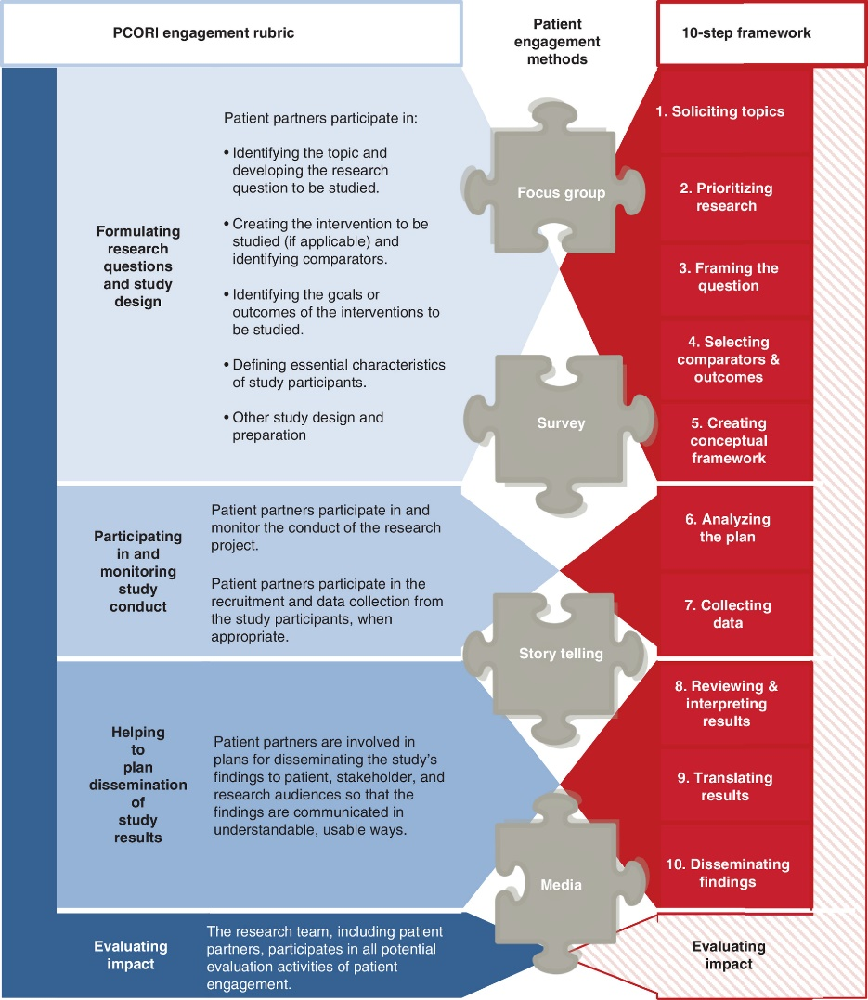 PCORI engagement rubric
Patient
engagement
methods
10-step framework
Formulating
research
questions
and study
design
Patient partners participate in:
• Identifying the topic and
developing the research
question to be studied.
• Creating the intervention to be
studied (if applicable) and
identifying comparators.
• Identifying the goals or
outcomes of the interventions to
be studied.
• Defining essential characteristics
of study participants.
• Other study design and
preparation
Focus group
Survey
1. Soliciting topics
2. Prioritizing
research
3. Framing the
question
4. Selecting
comparators &
outcomes
5. Creating
conceptual
framework
Participating
in and
monitoring
study
conduct
Patient partners participate in and
monitor the conduct of the research
project.
Patient partners participate in the
recruitment and data collection from
the study participants, when
appropriate.
Story telling
6. Analyzing
the plan
7. Collecting
data
Helping
to
plan
dissemination
of
study
results
Patient partners are involved in
plans for disseminating the study’s
findings to patient, stakeholder, and
research audiences so that the
findings are communicated in
understandable, usable ways.
Media
8. Reviewing &
interpreting
results
9. Translating
results
10. Disseminating
findings
Evaluating
impact
The research team, including patient
partners, participates in all potential
evaluation activities of patient
engagement.
Evaluating
impact